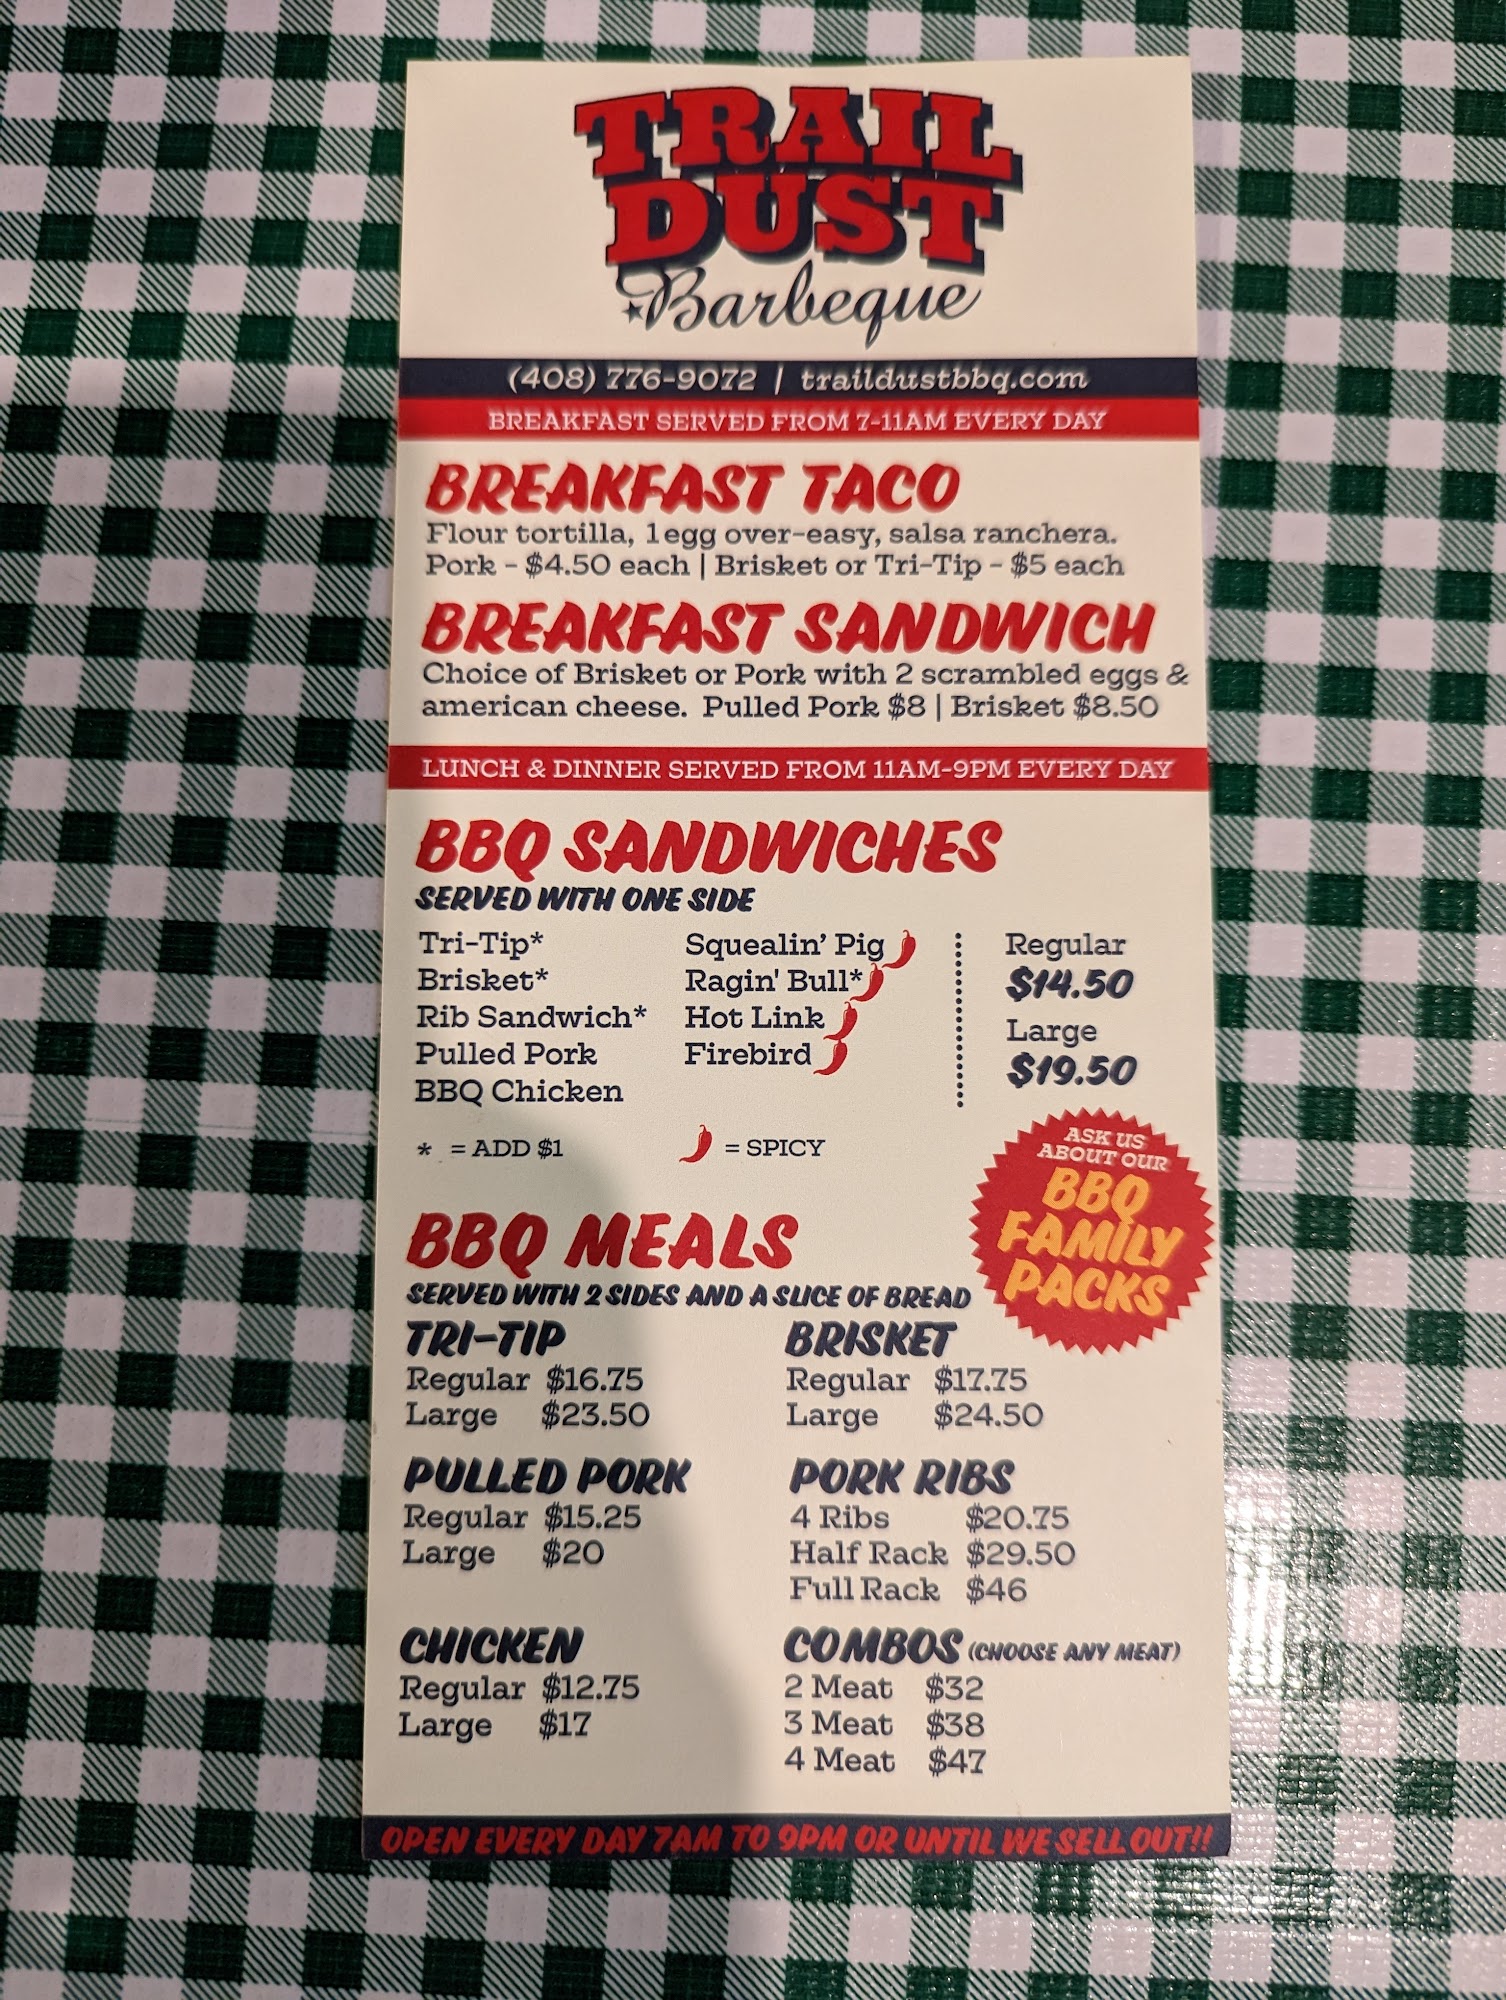 TRAIL
DUST
Barbeque
(408) 776-9072 | traildustbbq.com
BREAKFAST SERVED FROM 7-11AM EVERY DAY
BREAKFAST TACO
Flour tortilla, 1 egg over-easy, salsa ranchera.
Pork - $4.50 each | Brisket or Tri-Tip - $5 each
BREAKFAST SANDWICH
Choice of Brisket or Pork with 2 scrambled eggs &
american cheese. Pulled Pork $8 | Brisket $8.50
LUNCH & DINNER SERVED FROM 11AM-9PM EVERY DAY
BBQ SANDWICHES
SERVED WITH ONE SIDE
Tri-Tip*
Brisket*
Rib Sandwich*
Pulled Pork
BBQ Chicken
Squealin' Pig
Ragin' Bull*
Hot Link
Firebird
Regular
$14.50
Large
$19.50
* = ADD $1
= SPICY
ASK US
ABOUT OUR
BBQ
FAMILY
PACKS
BBQ MEALS
SERVED WITH 2 SIDES AND A SLICE OF BREAD
TRI-TIP
Regular $16.75
Large $23.50
BRISKET
Regular $17.75
Large $24.50
PULLED PORK
Regular $15.25
Large $20
PORK RIBS
4 Ribs $20.75
Half Rack $29.50
Full Rack $46
CHICKEN
Regular $12.75
Large $17
COMBOS (CHOOSE ANY MEAT)
2 Meat $32
3 Meat $38
4 Meat $47
OPEN EVERY DAY 7AM TO 9PM OR UNTIL WE SELL OUT!!